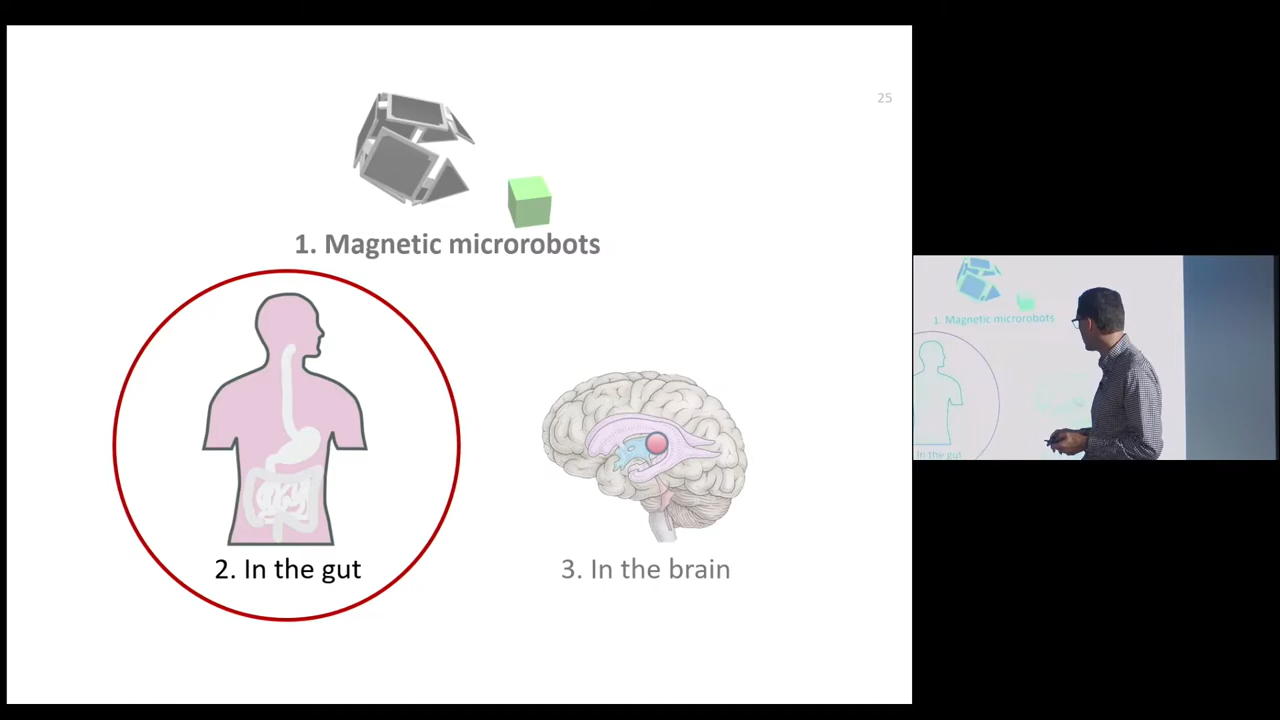 25
1. Magnetic microrobots
2. In the gut
3. In the brain
1. Magnetic microrobots
In the gut